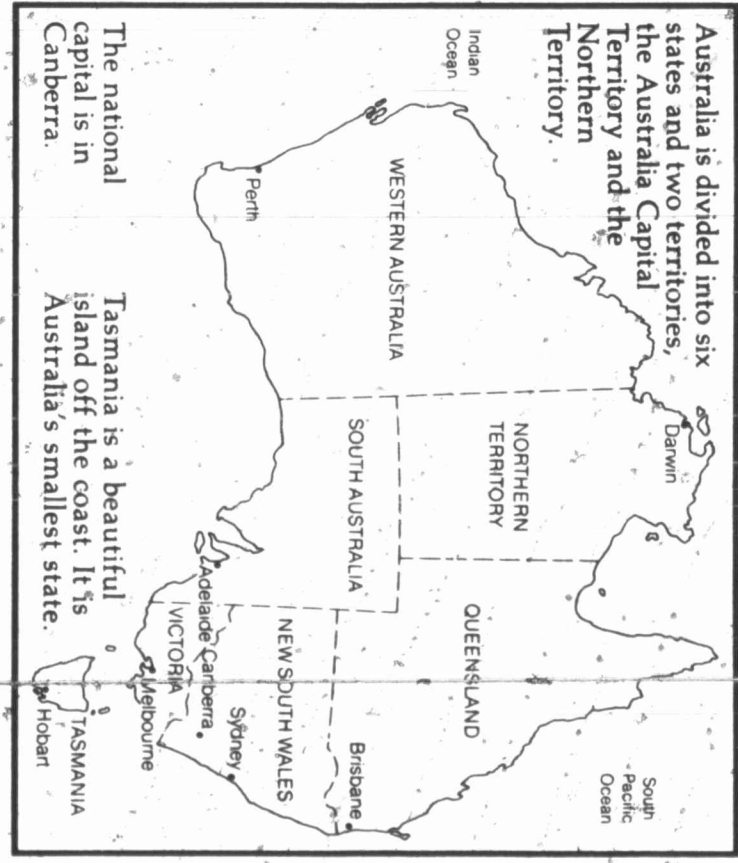 Australia is divided into six
states and two territories,
the Australia Capital
Territory and the
Northern
Territory.
Indian
Ocean
South
Pacific
Ocean
Darwin
NORTHERN
TERRITORY
QUEENSLAND
WESTERN AUSTRALIA
SOUTH AUSTRALIA
Brisbane
NEW SOUTH WALES
Perth
Sydney
Adelaide
Canberra
VICTORIA
Melbourne
TASMANIA
Hobart
The national
capital is in
Canberra.
Tasmania is a beautiful
island off the coast. It is
Australia's smallest state.